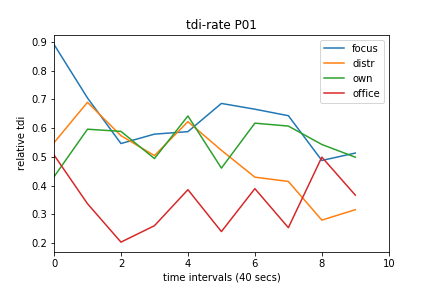 tdi-rate P01
0.9
0.8
0.7
0.6
0.5
0.4
0.3
0.2
relative tdi
focus
distr
own
office
0 2 4 6 8 10
time intervals (40 secs)